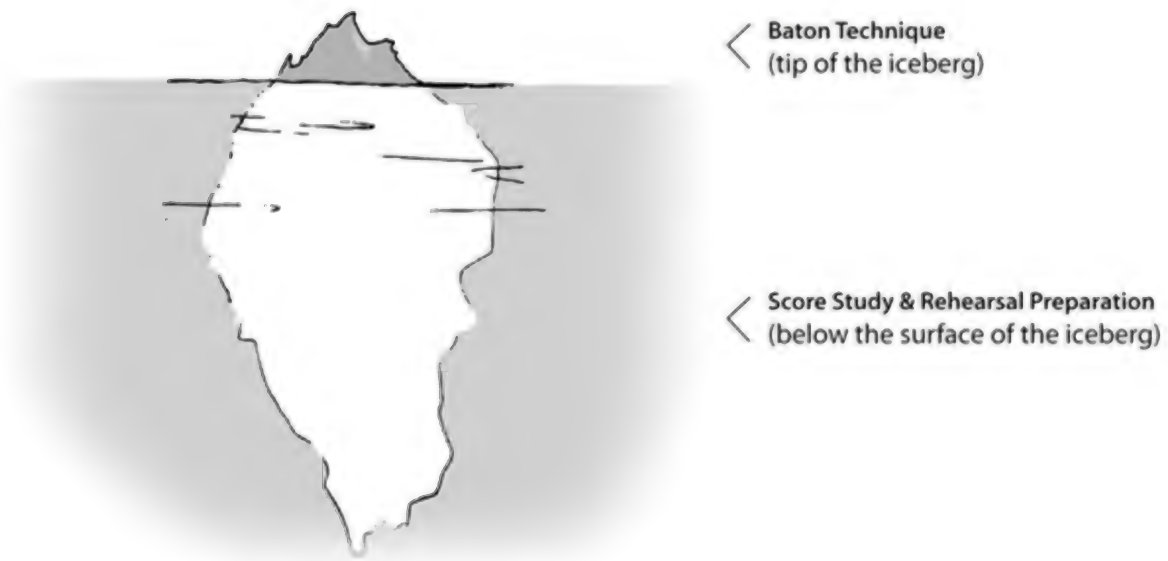 Baton Technique
(tip of the iceberg)
Score Study & Rehearsal Preparation
(below the surface of the iceberg)